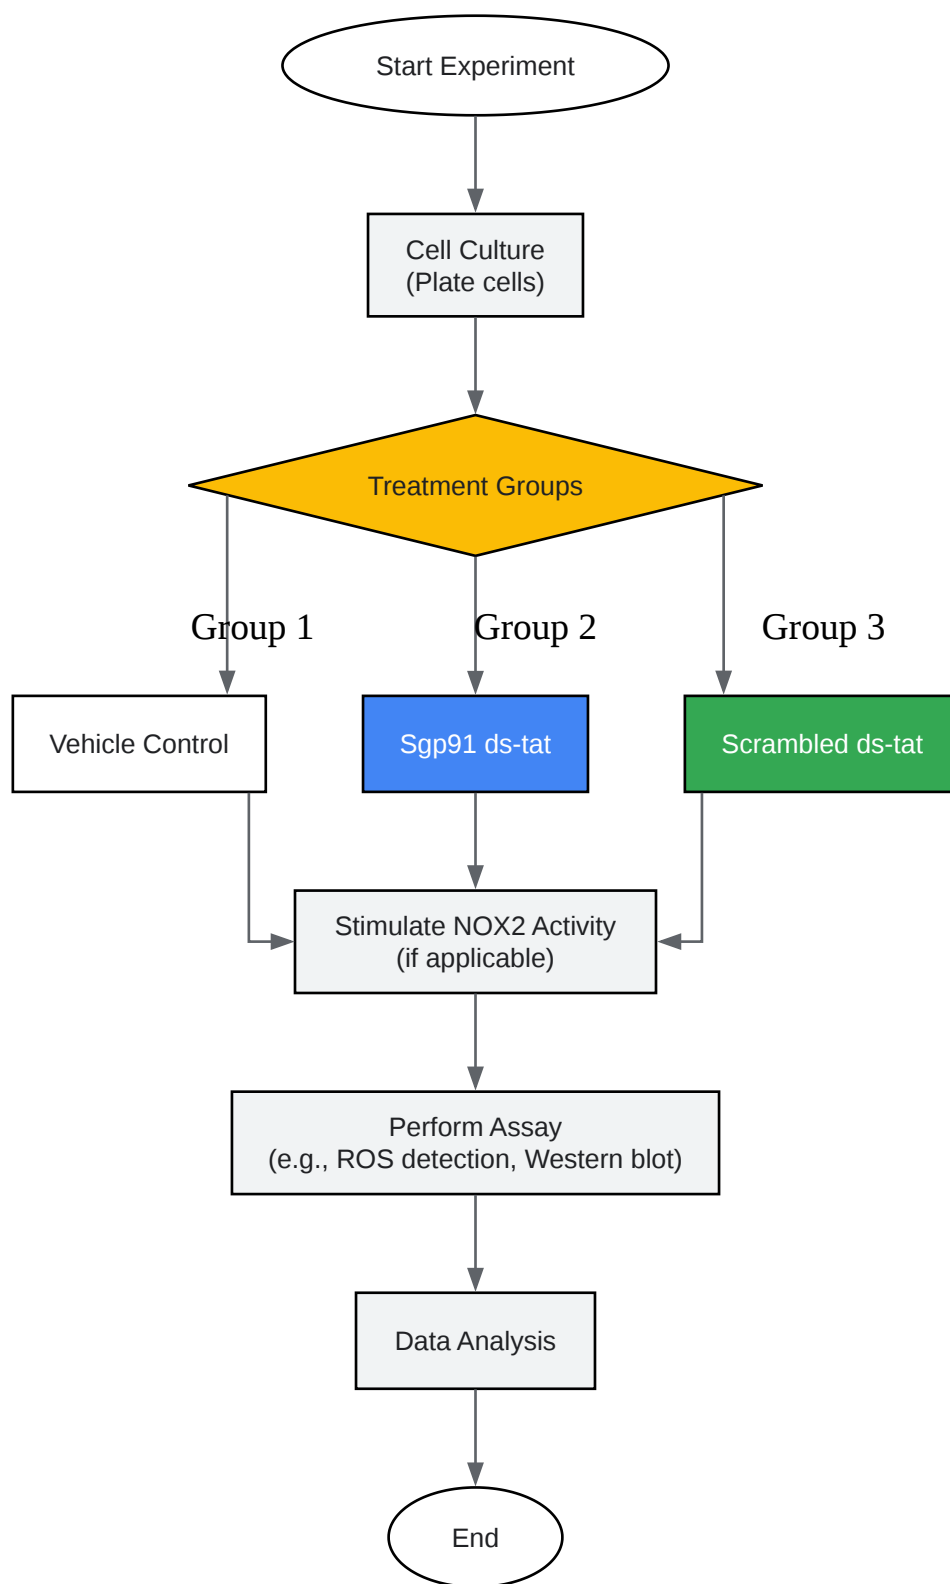 Start Experiment
Cell Culture
(Plate cells)
Treatment Groups
Group 1
Group 2
Group 3
Vehicle Control
Sgp91 ds-tat
Scrambled ds-tat
Stimulate NOX2 Activity
(if applicable)
Perform Assay
(e.g., ROS detection, Western blot)
Data Analysis
End